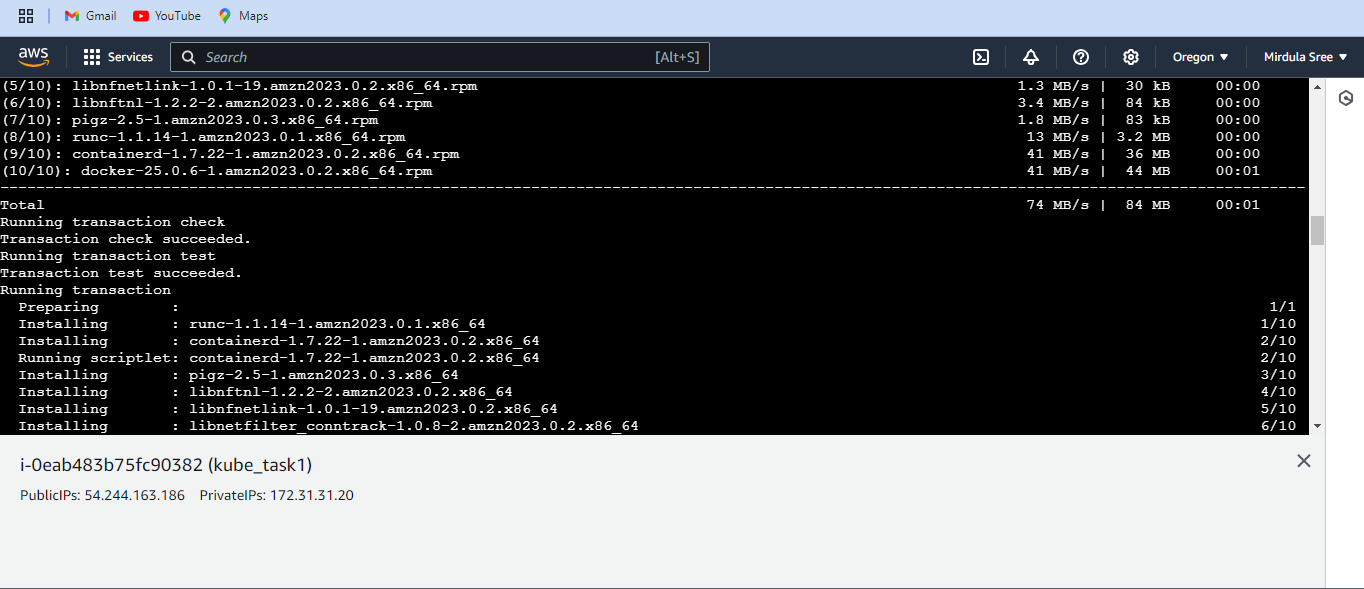 Gmail YouTube Maps
aws Services Search [Alt+S] Oregon ▼ Mirdula Sree ▼
(5/10): libnfnetlink-1.0.1-19.amzn2023.0.2.x86_64.rpm 1.3 MB/s | 30 kB 00:00
(6/10): libnftnl-1.2.2-2.amzn2023.0.2.x86_64.rpm 3.4 MB/s | 84 kB 00:00
(7/10): pigz-2.5-1.amzn2023.0.3.x86_64.rpm 1.8 MB/s | 83 kB 00:00
(8/10): runc-1.1.14-1.amzn2023.0.1.x86_64.rpm 13 MB/s | 3.2 MB 00:00
(9/10): containerd-1.7.22-1.amzn2023.0.2.x86_64.rpm 41 MB/s | 36 MB 00:00
(10/10): docker-25.0.6-1.amzn2023.0.2.x86_64.rpm 41 MB/s | 44 MB 00:01
--------------------------------------------------------------------------------
Total 74 MB/s | 84 MB 00:01
Running transaction check
Transaction check succeeded.
Running transaction test
Transaction test succeeded.
Running transaction
Preparing : 1/1
Installing : runc-1.1.14-1.amzn2023.0.1.x86_64 1/10
Installing : containerd-1.7.22-1.amzn2023.0.2.x86_64 2/10
Running scriptlet: containerd-1.7.22-1.amzn2023.0.2.x86_64 2/10
Installing : pigz-2.5-1.amzn2023.0.3.x86_64 3/10
Installing : libnftnl-1.2.2-2.amzn2023.0.2.x86_64 4/10
Installing : libnfnetlink-1.0.1-19.amzn2023.0.2.x86_64 5/10
Installing : libnetfilter_conntrack-1.0.8-2.amzn2023.0.2.x86_64 6/10
i-0eab483b75fc90382 (kube_task1)
PublicIPs: 54.244.163.186 PrivateIPs: 172.31.31.20